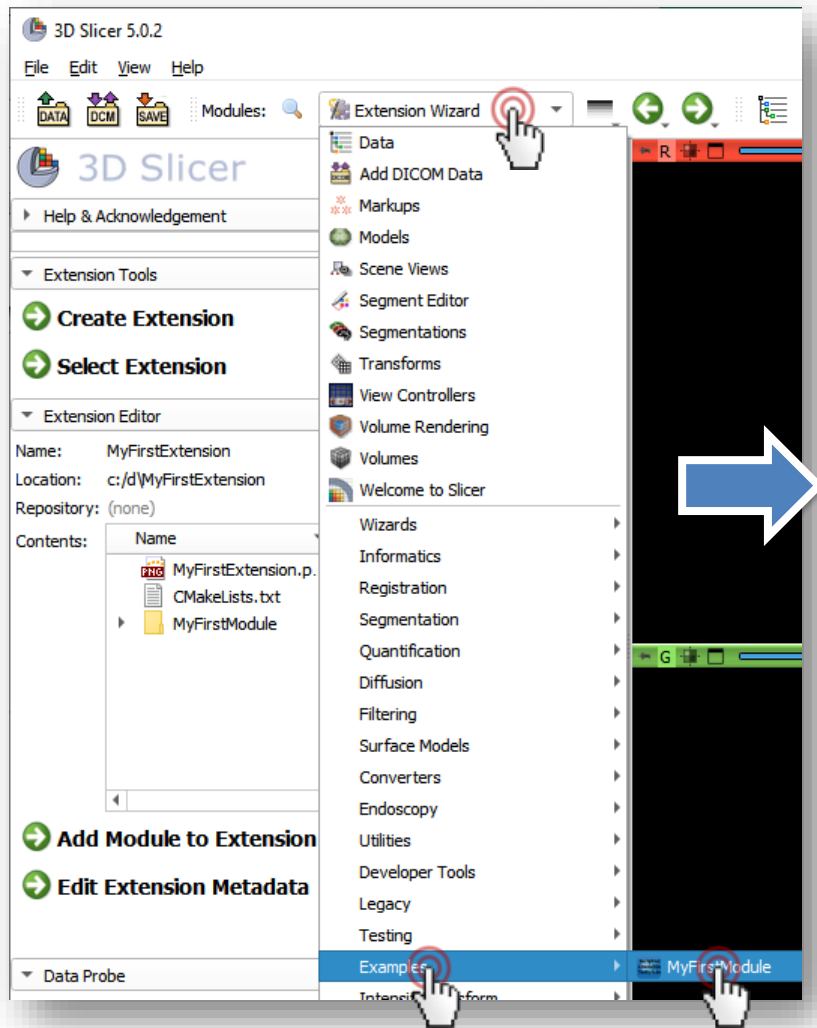 3D Slicer 5.0.2
File Edit View Help
DATA DCM SAVE Modules: Extension Wizard
3D Slicer
Help & Acknowledgement
Extension Tools
Create Extension
Select Extension
Extension Editor
Name: MyFirstExtension
Location: c:/d\MyFirstExtension
Repository: (none)
Contents: Name
PNG MyFirstExtension.p.
CMakeLists.txt
MyFirstModule
Add Module to Extension
Edit Extension Metadata
Data Probe
Data
Add DICOM Data
Markups
Models
Scene Views
Segment Editor
Segmentations
Transforms
View Controllers
Volume Rendering
Volumes
Welcome to Slicer
Wizards
Informatics
Registration
Segmentation
Quantification
Diffusion
Filtering
Surface Models
Converters
Endoscopy
Utilities
Developer Tools
Legacy
Testing
Examples
MyFirstModule
R
G